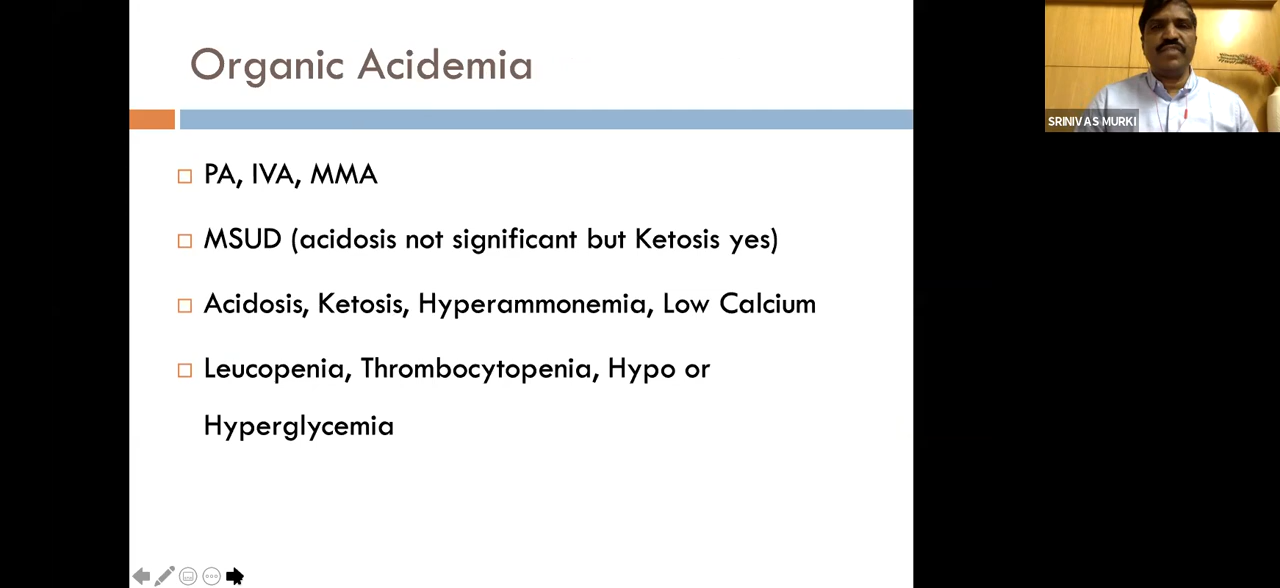 Organic Acidemia
SRINIVAS MURKI
PA, IVA, MMA
MSUD (acidosis not significant but Ketosis yes)
Acidosis, Ketosis, Hyperammonemia, Low Calcium
Leucopenia, Thrombocytopenia, Hypo or
Hyperglycemia